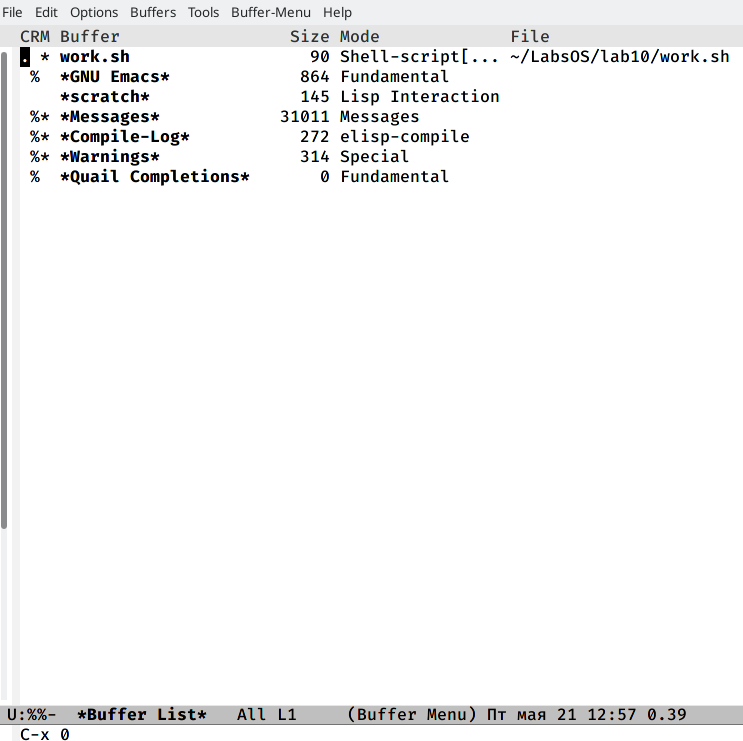 File Edit Options Buffers Tools Buffer-Menu Help
CRM Buffer Size Mode File
. * work.sh 90 Shell-script[... ~/LabsOS/lab10/work.sh
% *GNU Emacs* 864 Fundamental
*scratch* 145 Lisp Interaction
%* *Messages* 31011 Messages
%* *Compile-Log* 272 elisp-compile
%* *Warnings* 314 Special
% *Quail Completions* 0 Fundamental
U:%%- *Buffer List* All L1 (Buffer Menu) Пт мая 21 12:57 0.39
C-x 0